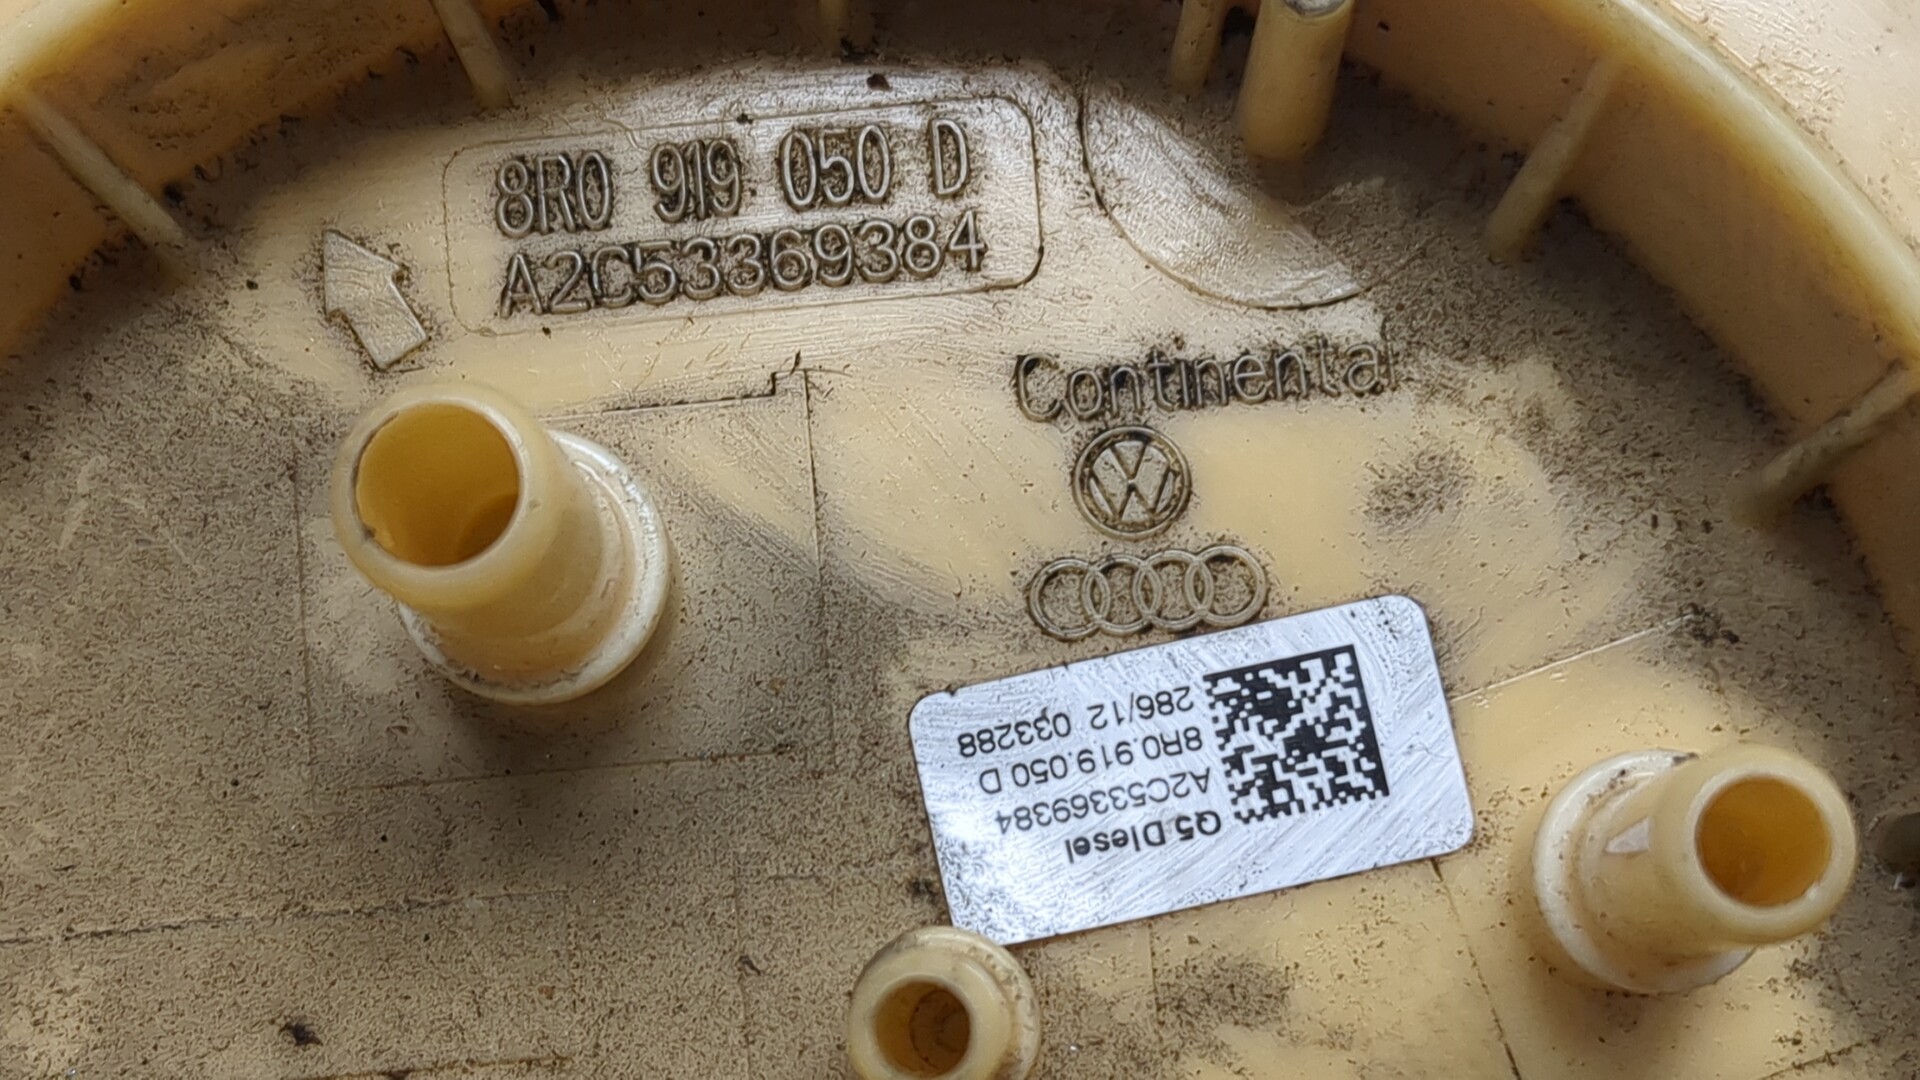 8R0 919 050 D
A2C53369384
Continental
Q5 Diesel
A2C53369384
8R0.919.050 D
286/12 033288